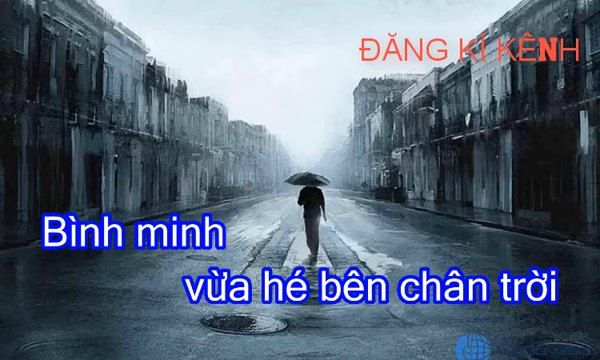 ĐĂNG KÍ KÊNH
Bình minh
vừa hé bên chân trời